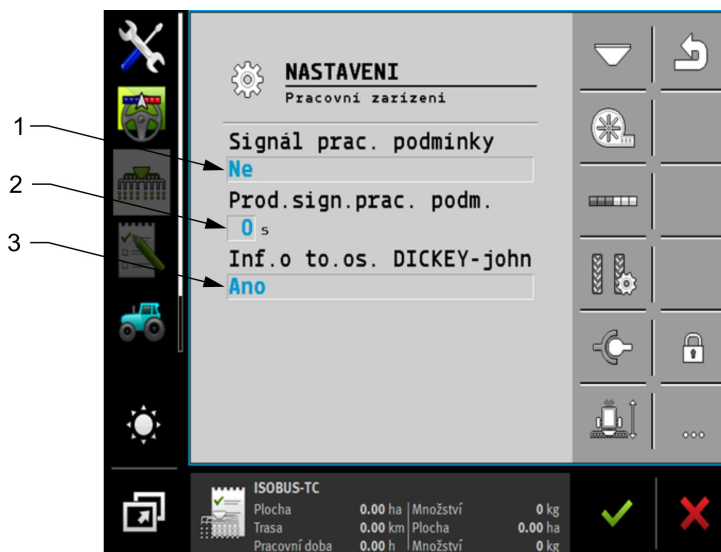 NASTAVENI
Pracovní zarízeni
1
Signál prac. podmínky
Ne
2
Prod.sign.prac. podm.
0 s
3
Inf.o to.os. DICKEY-john
Ano
ISOBUS-TC
Plocha 0.00 ha Množství 0 kg
Trasa 0.00 km Plocha 0.00 ha
Pracovní doba 0.00 h Množství 0 kg